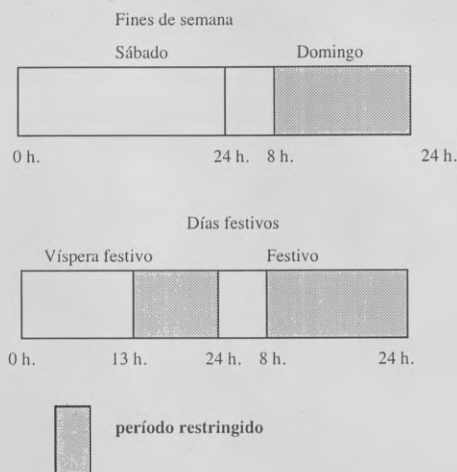 Fines de semana
Sábado Domingo
0 h. 24 h. 8 h. 24 h.
Días festivos
Víspera festivo Festivo
0 h. 13 h. 24 h. 8 h. 24 h.
período restringido